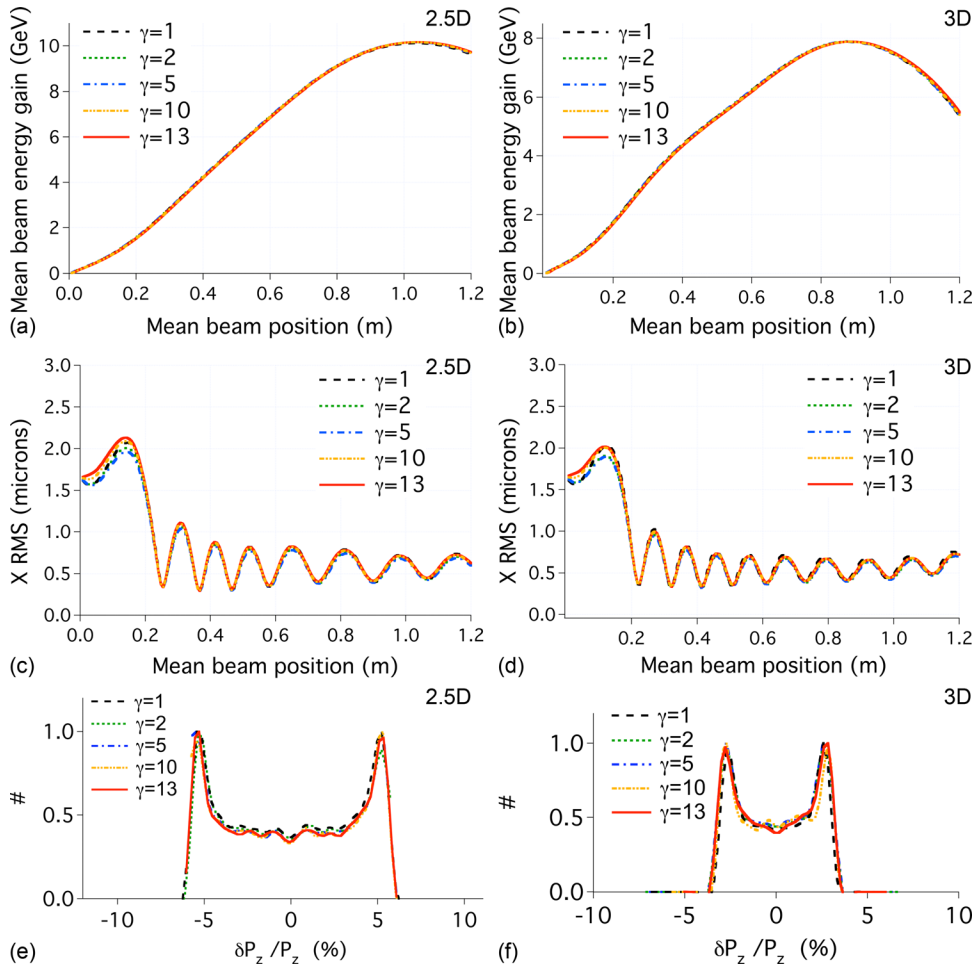 2.5D
Mean beam energy gain (GeV)
10
8
6
4
2
0
γ=1
γ=2
γ=5
γ=10
γ=13
0.0 0.2 0.4 0.6 0.8 1.0 1.2
(a) Mean beam position (m)
3D
Mean beam energy gain (GeV)
8
6
4
2
0
γ=1
γ=2
γ=5
γ=10
γ=13
0.2 0.4 0.6 0.8 1.0 1.2
(b) Mean beam position (m)
2.5D
X RMS (microns)
3.0
2.5
2.0
1.5
1.0
0.5
0.0
γ=1
γ=2
γ=5
γ=10
γ=13
0.0 0.2 0.4 0.6 0.8 1.0 1.2
(c) Mean beam position (m)
3D
X RMS (microns)
3.0
2.5
2.0
1.5
1.0
0.5
0.0
γ=1
γ=2
γ=5
γ=10
γ=13
0.2 0.4 0.6 0.8 1.0 1.2
(d) Mean beam position (m)
2.5D
#
1.0
0.5
0.0
γ=1
γ=2
γ=5
γ=10
γ=13
-10 -5 0 5 10
(e) δPz /Pz (%)
3D
#
1.0
0.5
0.0
γ=1
γ=2
γ=5
γ=10
γ=13
-10 -5 0 5 10
(f) δPz /Pz (%)